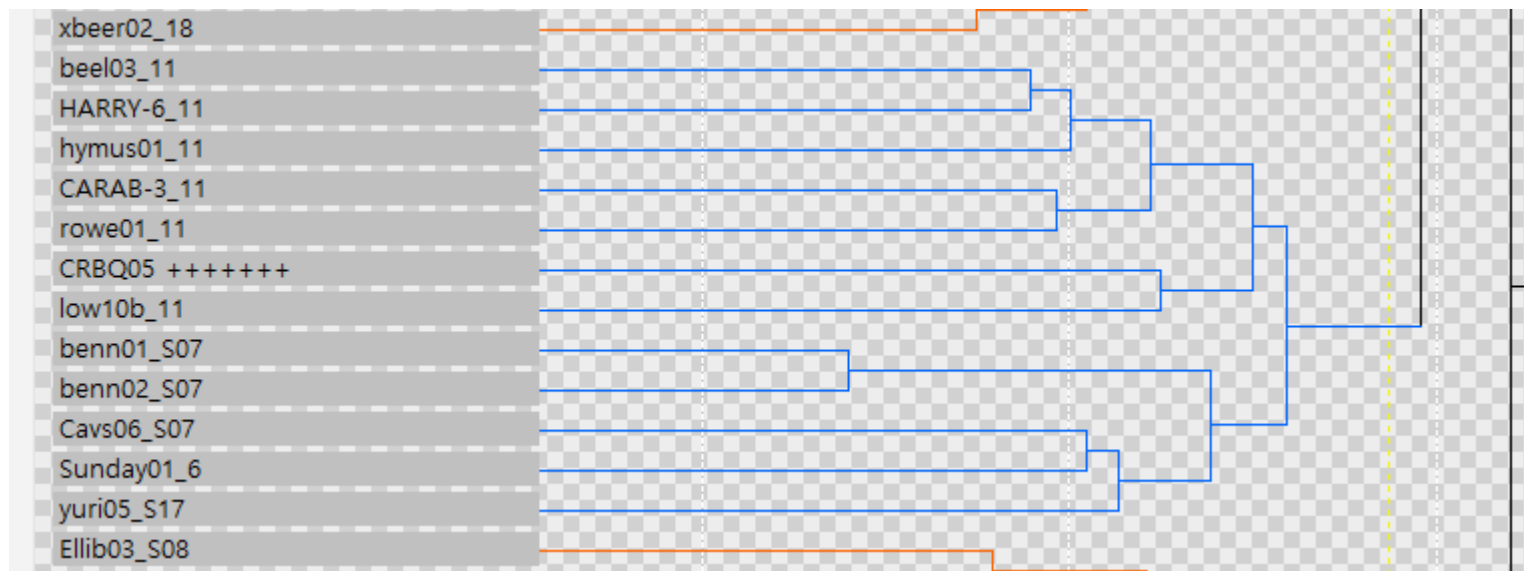 xbeer02_18
beel03_11
HARRY-6_11
hymus01_11
CARAB-3_11
rowe01_11
CRBQ05 +++++++
low10b_11
benn01_S07
benn02_S07
Cavs06_S07
Sunday01_6
yuri05_S17
Ellib03_S08